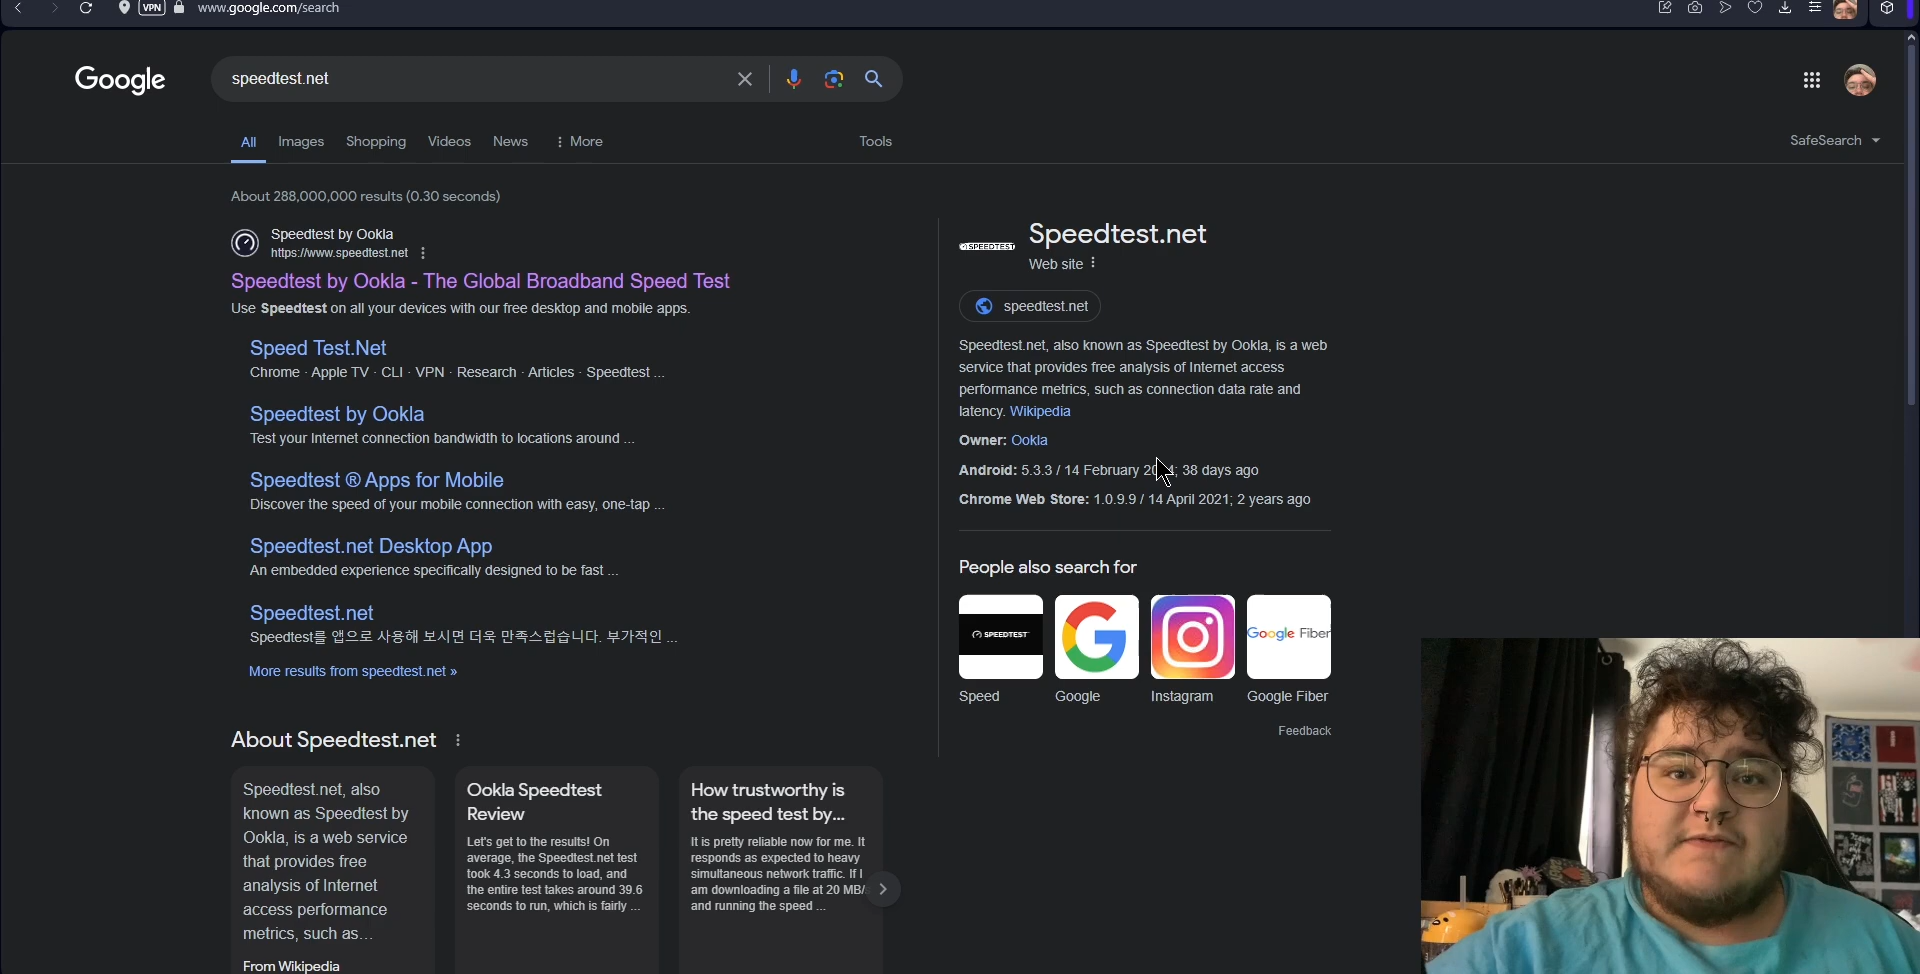 VPN
www.google.com/search
Google
speedtest.net
All
Images
Shopping
Videos
News
More
Tools
SafeSearch
About 288,000,000 results (0.30 seconds)
Speedtest by Ookla
https://www.speedtest.net
Speedtest by Ookla - The Global Broadband Speed Test
Use Speedtest on all your devices with our free desktop and mobile apps.
Speed Test.Net
Chrome · Apple TV · CLI · VPN · Research · Articles · Speedtest ...
Speedtest by Ookla
Test your Internet connection bandwidth to locations around ...
Speedtest ® Apps for Mobile
Discover the speed of your mobile connection with easy, one-tap ...
Speedtest.net Desktop App
An embedded experience specifically designed to be fast ...
Speedtest.net
Speedtest를 앱으로 사용해 보시면 더욱 만족스럽습니다. 부가적인 ...
More results from speedtest.net »
About Speedtest.net
Speedtest.net, also
known as Speedtest by
Ookla, is a web service
that provides free
analysis of Internet
access performance
metrics, such as...
From Wikipedia
Ookla Speedtest
Review
Let's get to the results! On
average, the Speedtest.net test
took 4.3 seconds to load, and
the entire test takes around 39.6
seconds to run, which is fairly ...
How trustworthy is
the speed test by...
It is pretty reliable now for me. It
responds as expected to heavy
simultaneous network traffic. If I
am downloading a file at 20 MB/
and running the speed ...
SPEEDTEST
Speedtest.net
Web site
speedtest.net
Speedtest.net, also known as Speedtest by Ookla, is a web
service that provides free analysis of Internet access
performance metrics, such as connection data rate and
latency. Wikipedia
Owner: Ookla
Android: 5.3.3 / 14 February ; 38 days ago
Chrome Web Store: 1.0.9.9 / 14 April 2021; 2 years ago
People also search for
SPEEDTEST
Google Fiber
Speed
Google
Instagram
Google Fiber
Feedback